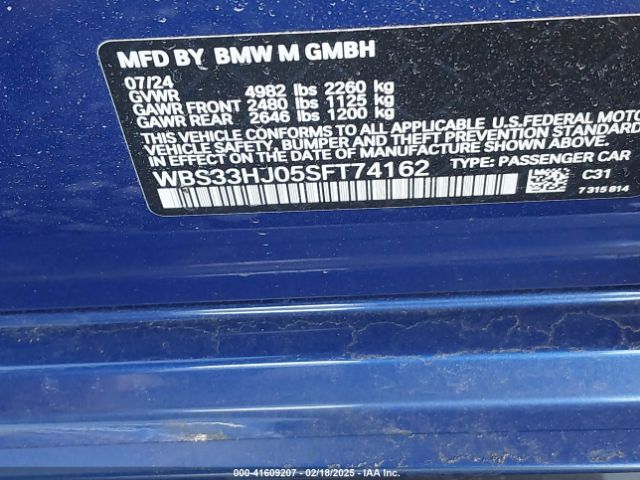 MFD BY BMW M GMBH
07/24
GVWR 4982 lbs 2260 kg
GAWR FRONT 2480 lbs 1125 kg
GAWR REAR 2646 lbs 1200 kg
THIS VEHICLE CONFORMS TO ALL APPLICABLE U.S.FEDERAL MOTO
VEHICLE SAFETY, BUMPER AND THEFT PREVENTION STANDARD
IN EFFECT ON THE DATE OF MANUFACTURE SHOWN ABOVE.
WBS33HJ05SFT74162 TYPE: PASSENGER CAR
C31
7 315 814
000-41609207 - 02/18/2025 - IAAI.COM